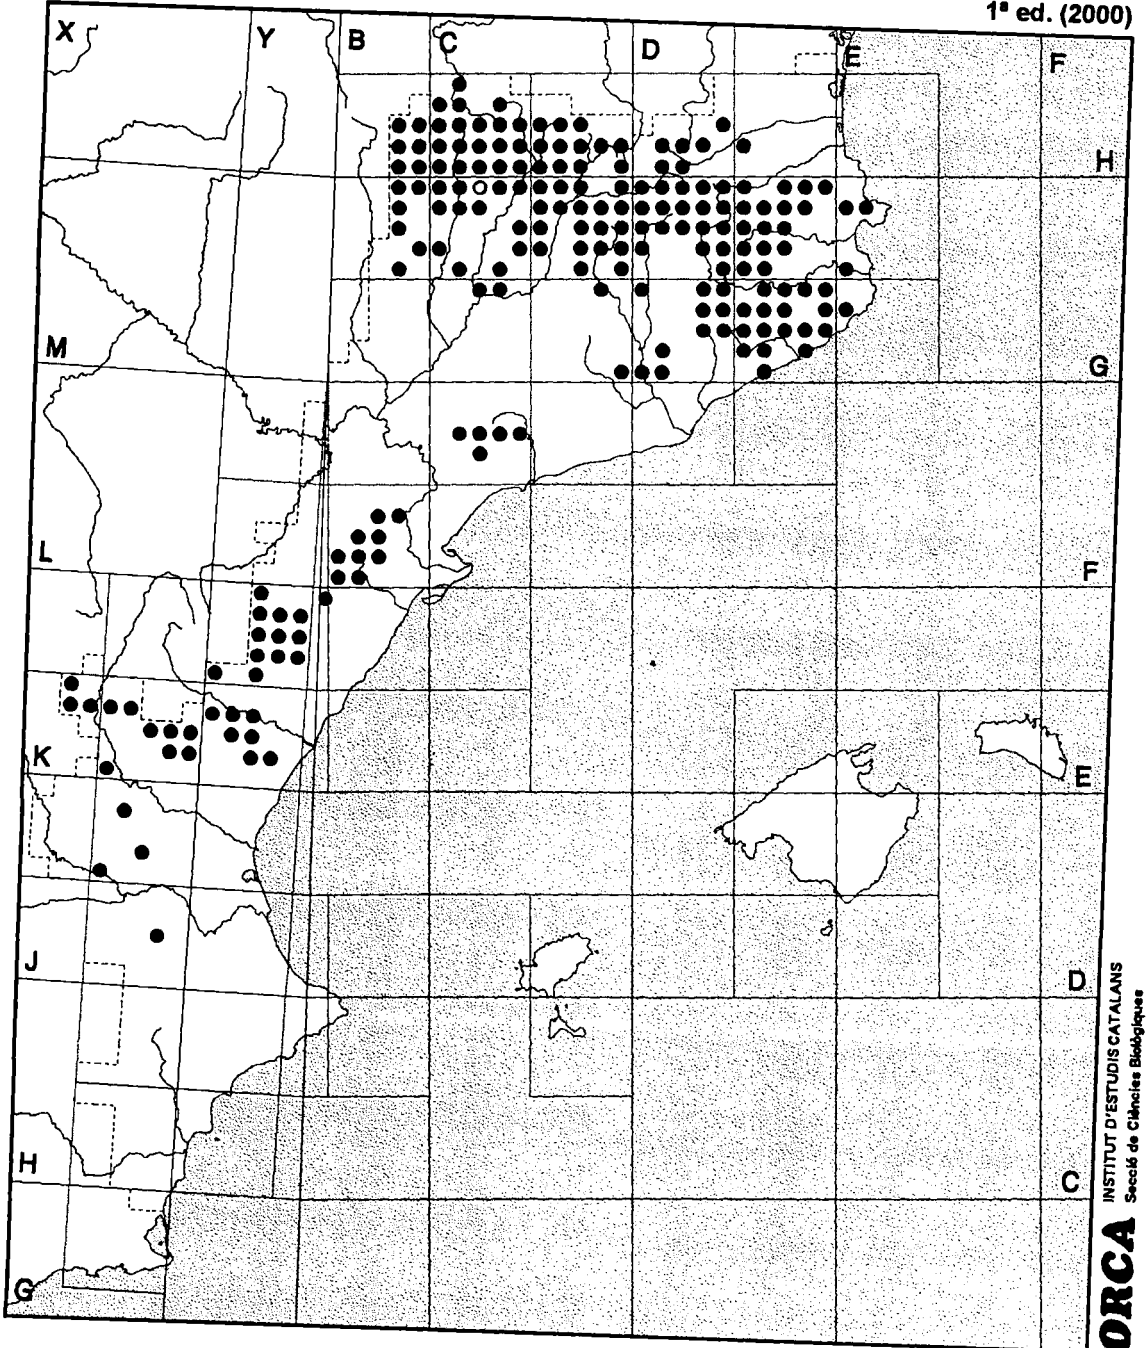 1ª ed. (2000)
X Y B C D E F
H
M G
L F
K E
J D
H C
G
INSTITUT D'ESTUDIS CATALANS
Secció de Ciències Biològiques
ORCA